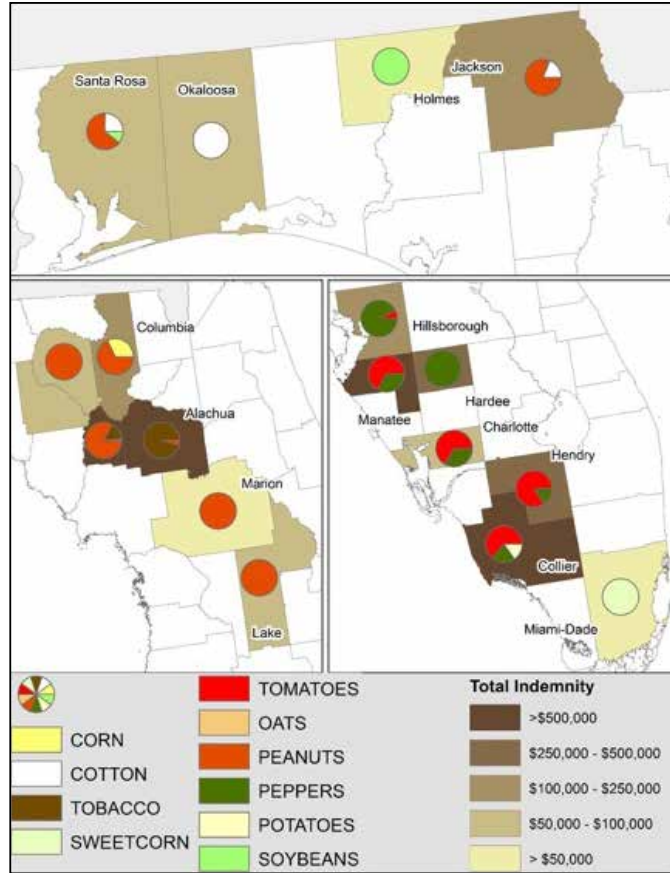 Santa Rosa
Okaloosa
Jackson
Holmes
Columbia
Alachua
Marion
Lake
Hillsborough
Hardee
Manatee
Charlotte
Hendry
Collier
Miami-Dade
CORN
COTTON
TOBACCO
SWEETCORN
TOMATOES
OATS
PEANUTS
PEPPERS
POTATOES
SOYBEANS
Total Indemnity
>$500,000
$250,000 - $500,000
$100,000 - $250,000
$50,000 - $100,000
> $50,000